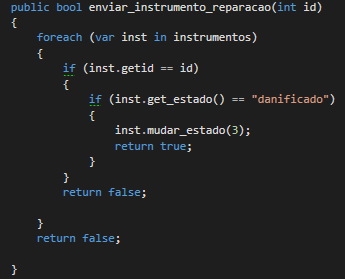 public bool enviar_instrumento_reparacao(int id)
{
    foreach (var inst in instrumentos)
    {
        if (inst.getid == id)
        {
            if (inst.get_estado() == "danificado")
            {
                inst.mudar_estado(3);
                return true;
            }
        }
        return false;

    }
    return false;

}